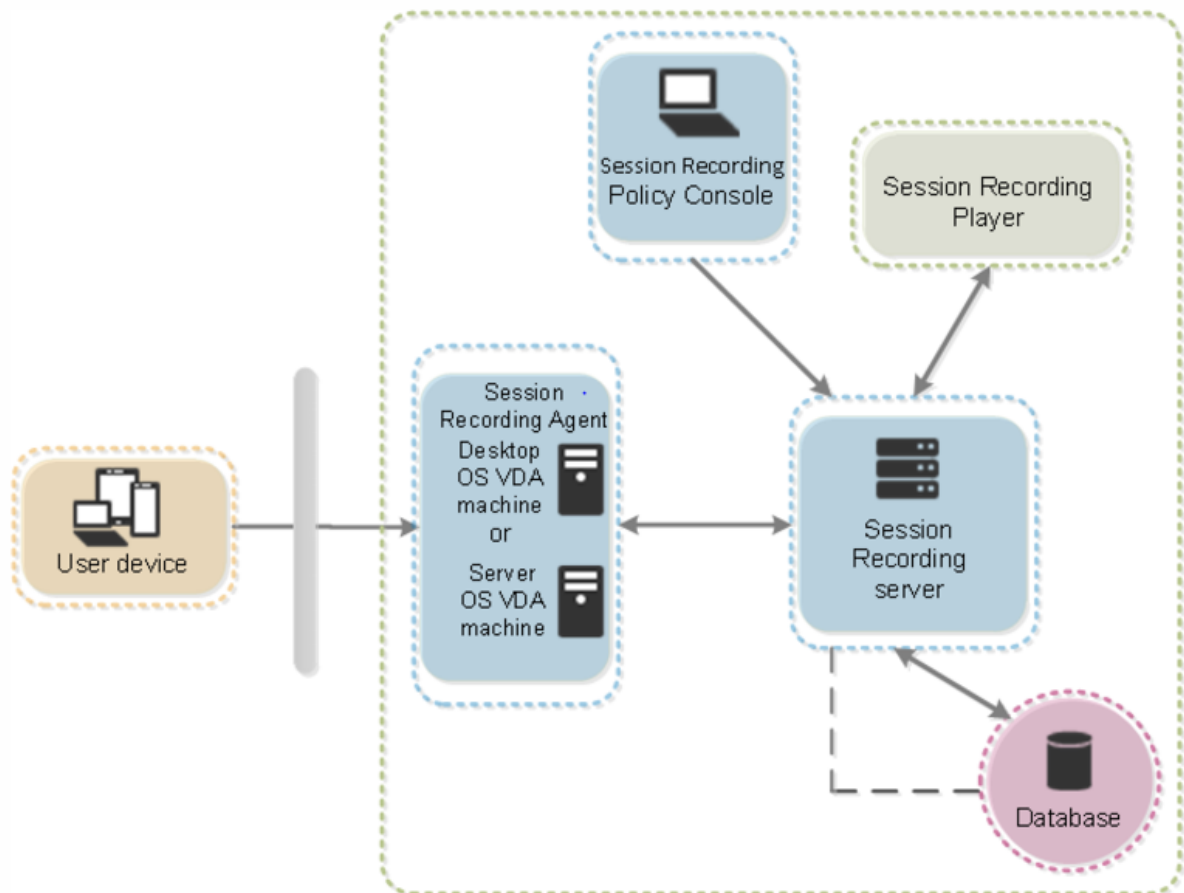 Session Recording
Policy Console
Session Recording
Player
Session
Recording Agent
Desktop
OS VDA
machine
or
Server
OS VDA
machine
User device
Session
Recording
server
Database